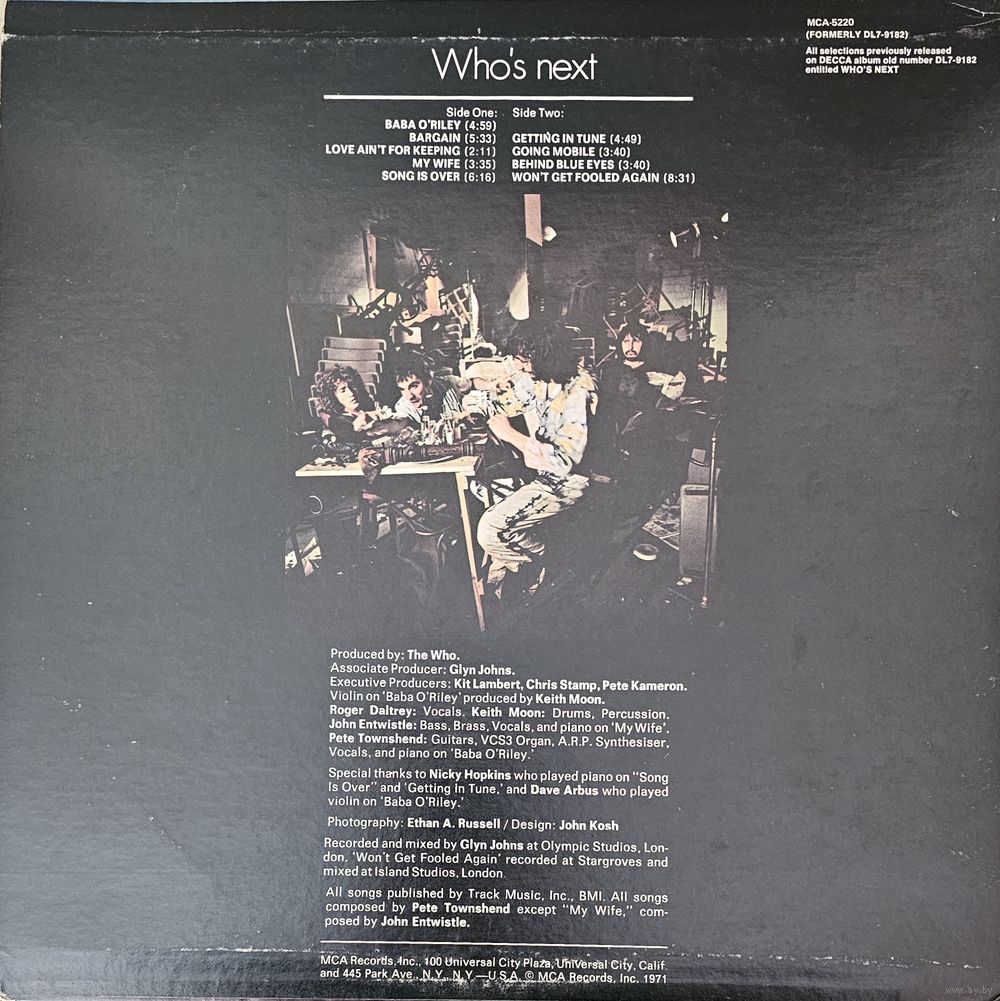 MCA-5220
(FORMERLY DL7-9182)
All selections previously released
on DECCA album old number DL7-9182
entitled WHO'S NEXT
Who's next
Side One:
BABA O'RILEY (4:59)
BARGAIN (5:33)
LOVE AIN'T FOR KEEPING (2:11)
MY WIFE (3:35)
SONG IS OVER (6:16)
Side Two:
GETTING IN TUNE (4:49)
GOING MOBILE (3:40)
BEHIND BLUE EYES (3:40)
WON'T GET FOOLED AGAIN (8:31)
Produced by: The Who.
Associate Producer: Glyn Johns.
Executive Producers: Kit Lambert, Chris Stamp, Pete Kameron.
Violin on 'Baba O'Riley' produced by Keith Moon.
Roger Daltrey: Vocals. Keith Moon: Drums, Percussion.
John Entwistle: Bass, Brass, Vocals, and piano on 'My Wife'.
Pete Townshend: Guitars, VCS3 Organ, A.R.P. Synthesiser,
Vocals, and piano on 'Baba O'Riley.'
Special thanks to Nicky Hopkins who played piano on "Song
Is Over" and 'Getting In Tune,' and Dave Arbus who played
violin on 'Baba O'Riley.'
Photography: Ethan A. Russell / Design: John Kosh
Recorded and mixed by Glyn Johns at Olympic Studios, Lon-
don. 'Won't Get Fooled Again' recorded at Stargroves and
mixed at Island Studios, London.
All songs published by Track Music, Inc., BMI. All songs
composed by Pete Townshend except "My Wife," com-
posed by John Entwistle.
MCA Records, Inc., 100 Universal City Plaza, Universal City, Calif.
and 445 Park Ave., N.Y., N.Y.—U.S.A. © MCA Records, Inc. 1971
www.ay.by